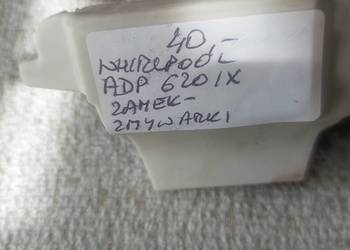 40,-
WHIRLPOOL
ADP 6201X
ZAMEK-
ZMYWARKI